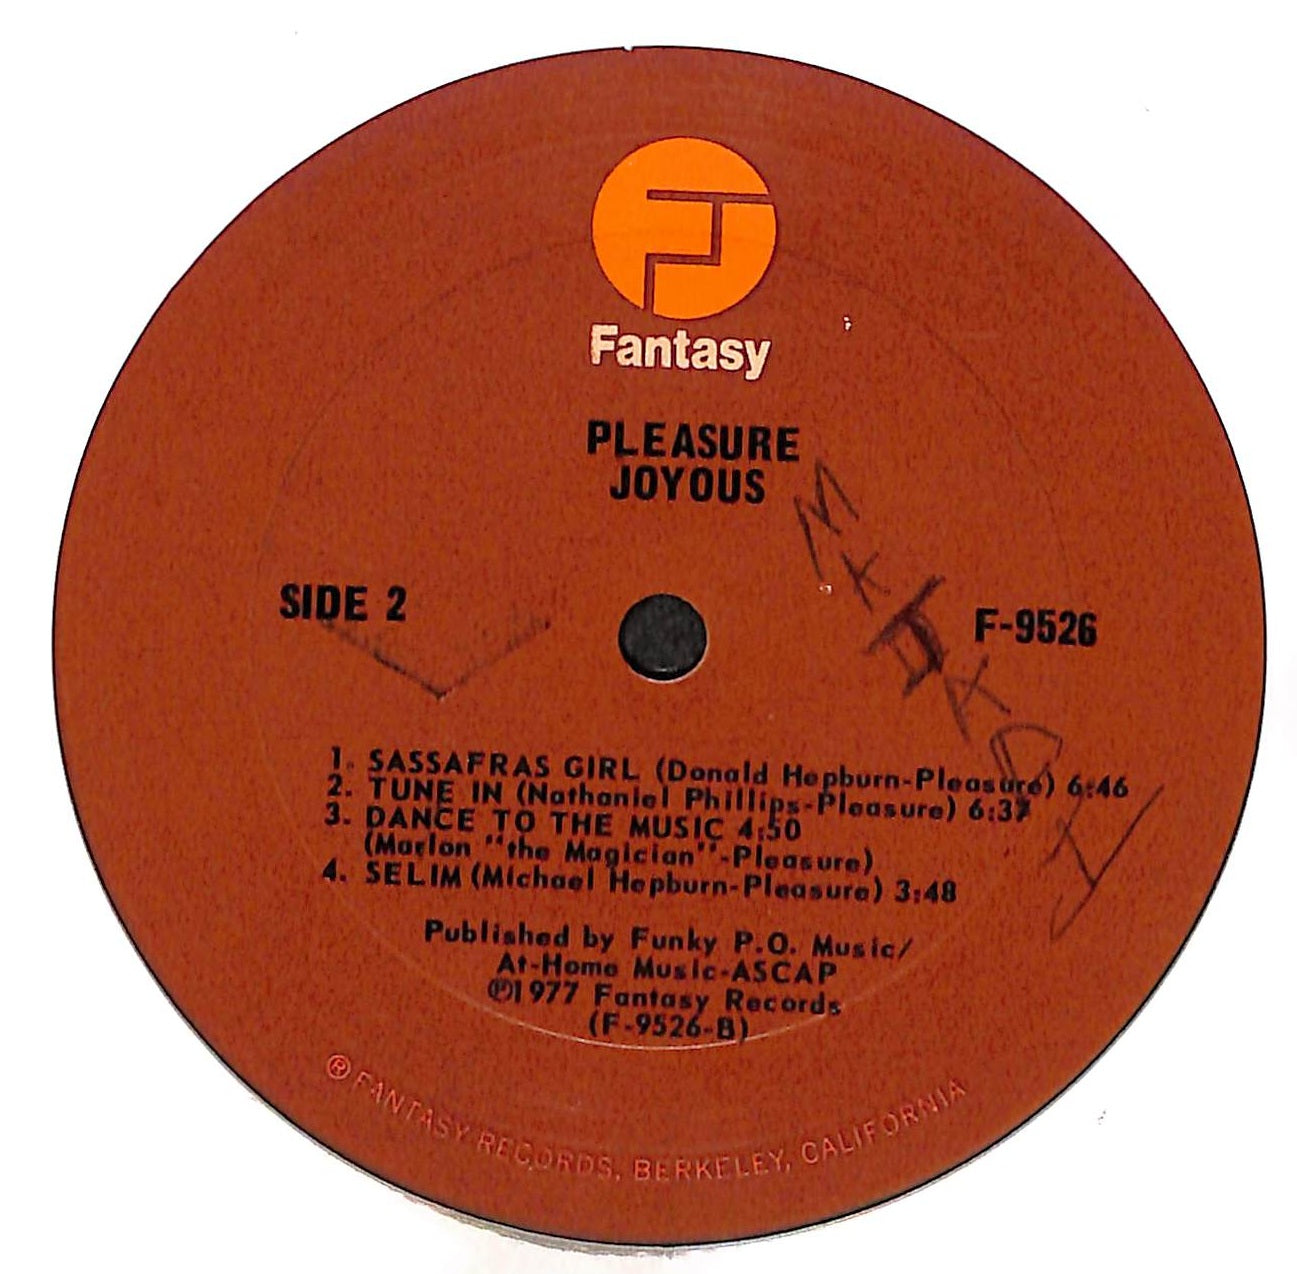 Fantasy
PLEASURE
JOYOUS
SIDE 2
F-9526
1. SASSAFRAS GIRL (Donald Hepburn-Pleasure) 6:46
2. TUNE IN (Nathaniel Phillips-Pleasure) 6:37
3. DANCE TO THE MUSIC 4:50
(Marlon "the Magician"-Pleasure)
4. SELIM (Michael Hepburn-Pleasure) 3:48
Published by Funky P.O. Music/
At-Home Music-ASCAP
℗1977 Fantasy Records
(F-9526-B)
® FANTASY RECORDS, BERKELEY, CALIFORNIA